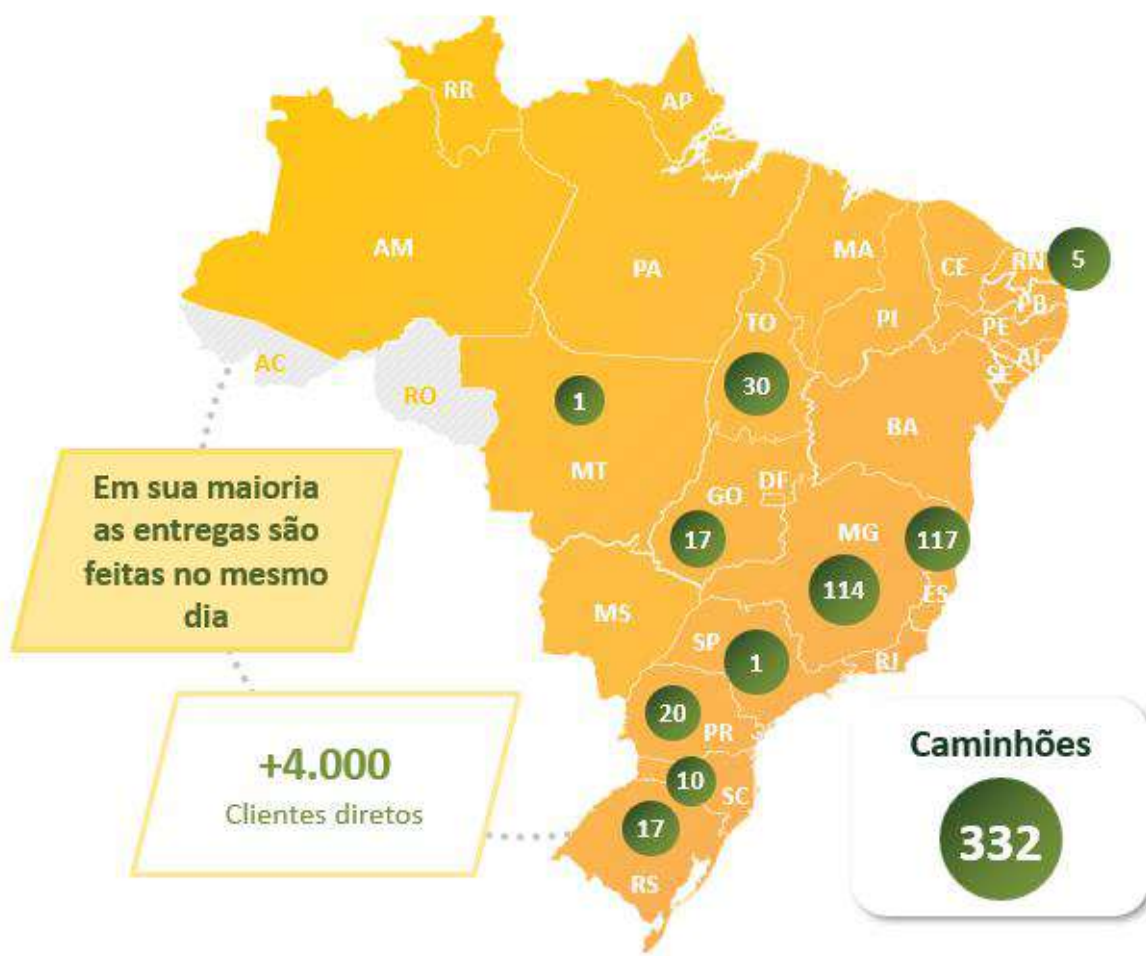 RR
AP
AM
PA
MA
CE
RN
5
PB
TO
PI
PE
AL
SE
AC
RO
1
30
BA
MT
GO
DF
17
MG
117
114
ES
MS
SP
1
RJ
20
PR
10
SC
17
RS
Em sua maioria
as entregas são
feitas no mesmo
dia
+4.000
Clientes diretos
Caminhões
332